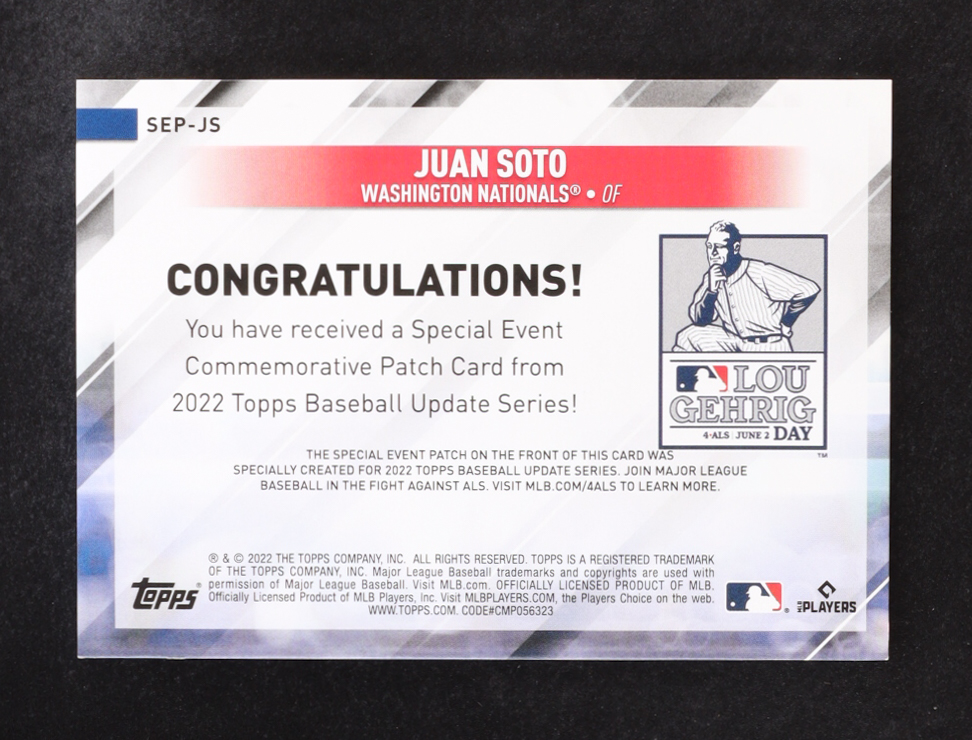 SEP-JS
JUAN SOTO
WASHINGTON NATIONALS® • OF
CONGRATULATIONS!
You have received a Special Event
Commemorative Patch Card from
2022 Topps Baseball Update Series!
LOU
GEHRIG
4•ALS JUNE 2 DAY
TM
THE SPECIAL EVENT PATCH ON THE FRONT OF THIS CARD WAS
SPECIALLY CREATED FOR 2022 TOPPS BASEBALL UPDATE SERIES. JOIN MAJOR LEAGUE
BASEBALL IN THE FIGHT AGAINST ALS. VISIT MLB.COM/4ALS TO LEARN MORE.
® & © 2022 THE TOPPS COMPANY, INC. ALL RIGHTS RESERVED. TOPPS IS A REGISTERED TRADEMARK
OF THE TOPPS COMPANY, INC. Major League Baseball trademarks and copyrights are used with
permission of Major League Baseball. Visit MLB.com. OFFICIALLY LICENSED PRODUCT OF MLB.
Officially Licensed Product of MLB Players, Inc. Visit MLBPLAYERS.COM, the Players Choice on the web.
WWW.TOPPS.COM. CODE#CMP056323
Topps®
®
MLB PLAYERS